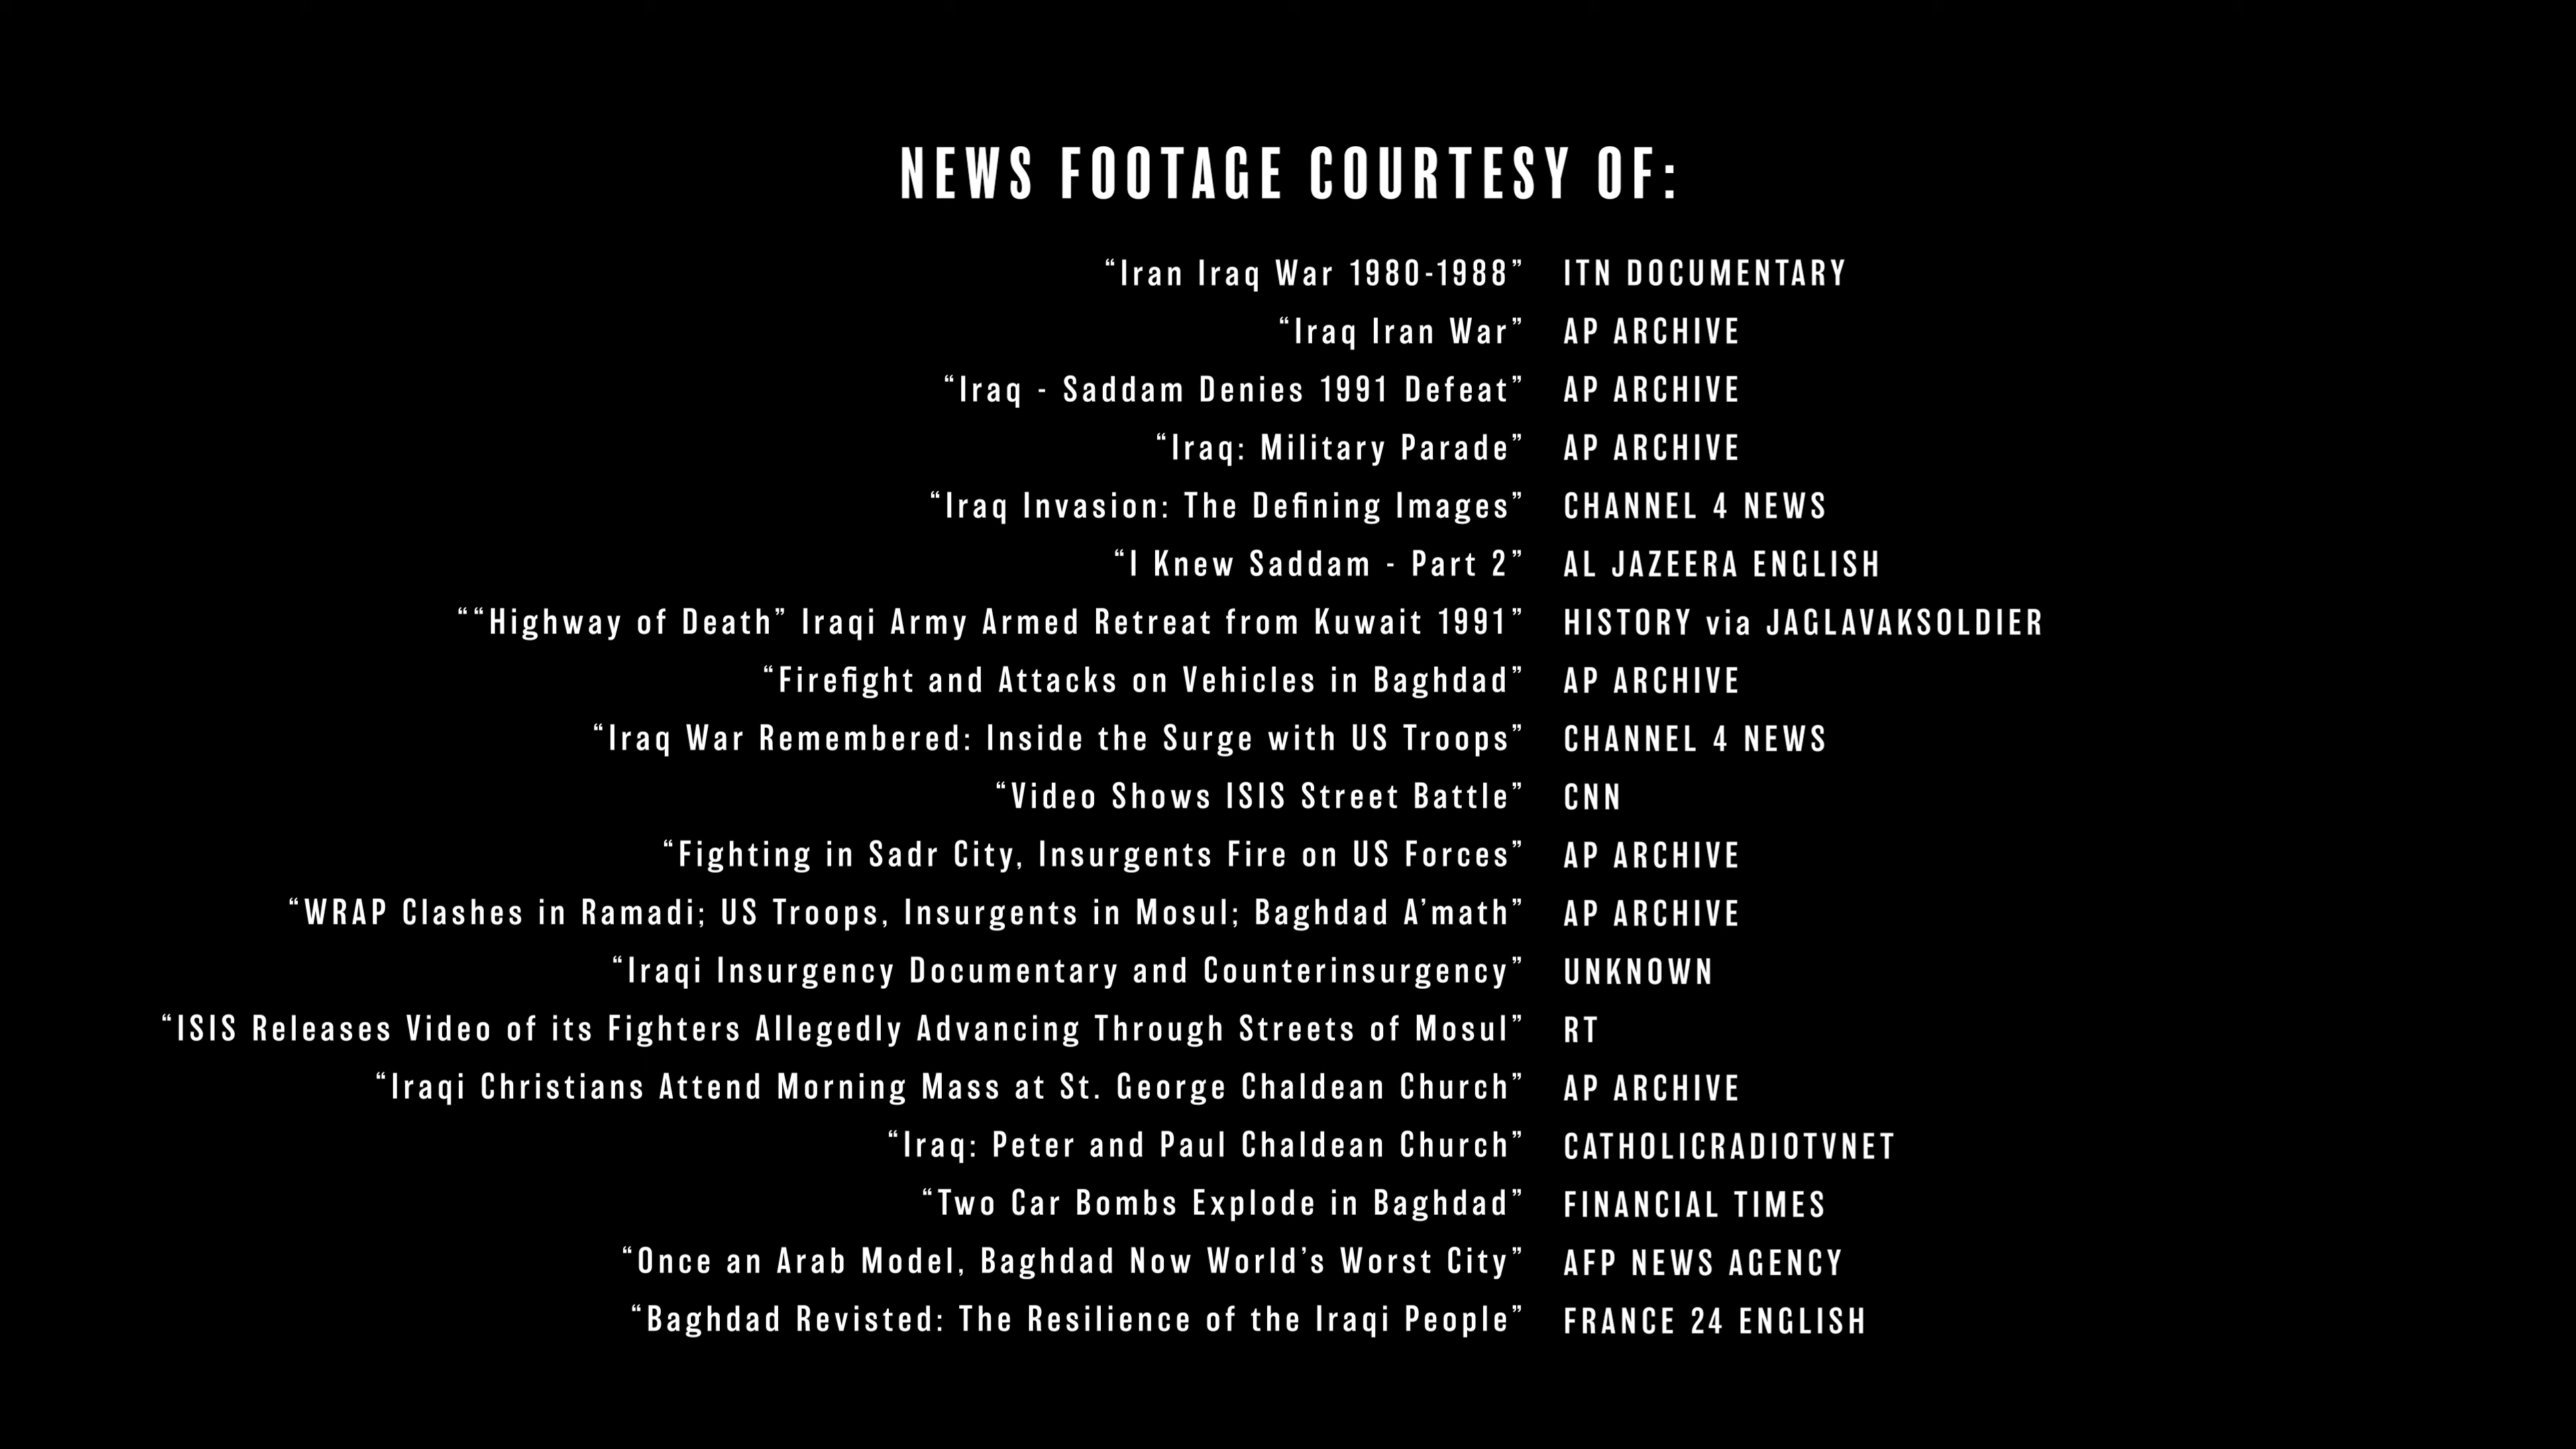 NEWS FOOTAGE COURTESY OF:
“Iran Iraq War 1980-1988” ITN DOCUMENTARY
“Iraq Iran War” AP ARCHIVE
“Iraq - Saddam Denies 1991 Defeat” AP ARCHIVE
“Iraq: Military Parade” AP ARCHIVE
“Iraq Invasion: The Defining Images” CHANNEL 4 NEWS
“I Knew Saddam - Part 2” AL JAZEERA ENGLISH
““Highway of Death” Iraqi Army Armed Retreat from Kuwait 1991” HISTORY via JAGLAVAKSOLDIER
“Firefight and Attacks on Vehicles in Baghdad” AP ARCHIVE
“Iraq War Remembered: Inside the Surge with US Troops” CHANNEL 4 NEWS
“Video Shows ISIS Street Battle” CNN
“Fighting in Sadr City, Insurgents Fire on US Forces” AP ARCHIVE
“WRAP Clashes in Ramadi; US Troops, Insurgents in Mosul; Baghdad A’math” AP ARCHIVE
“Iraqi Insurgency Documentary and Counterinsurgency” UNKNOWN
“ISIS Releases Video of its Fighters Allegedly Advancing Through Streets of Mosul” RT
“Iraqi Christians Attend Morning Mass at St. George Chaldean Church” AP ARCHIVE
“Iraq: Peter and Paul Chaldean Church” CATHOLICRADIOTVNET
“Two Car Bombs Explode in Baghdad” FINANCIAL TIMES
“Once an Arab Model, Baghdad Now World’s Worst City” AFP NEWS AGENCY
“Baghdad Revisted: The Resilience of the Iraqi People” FRANCE 24 ENGLISH